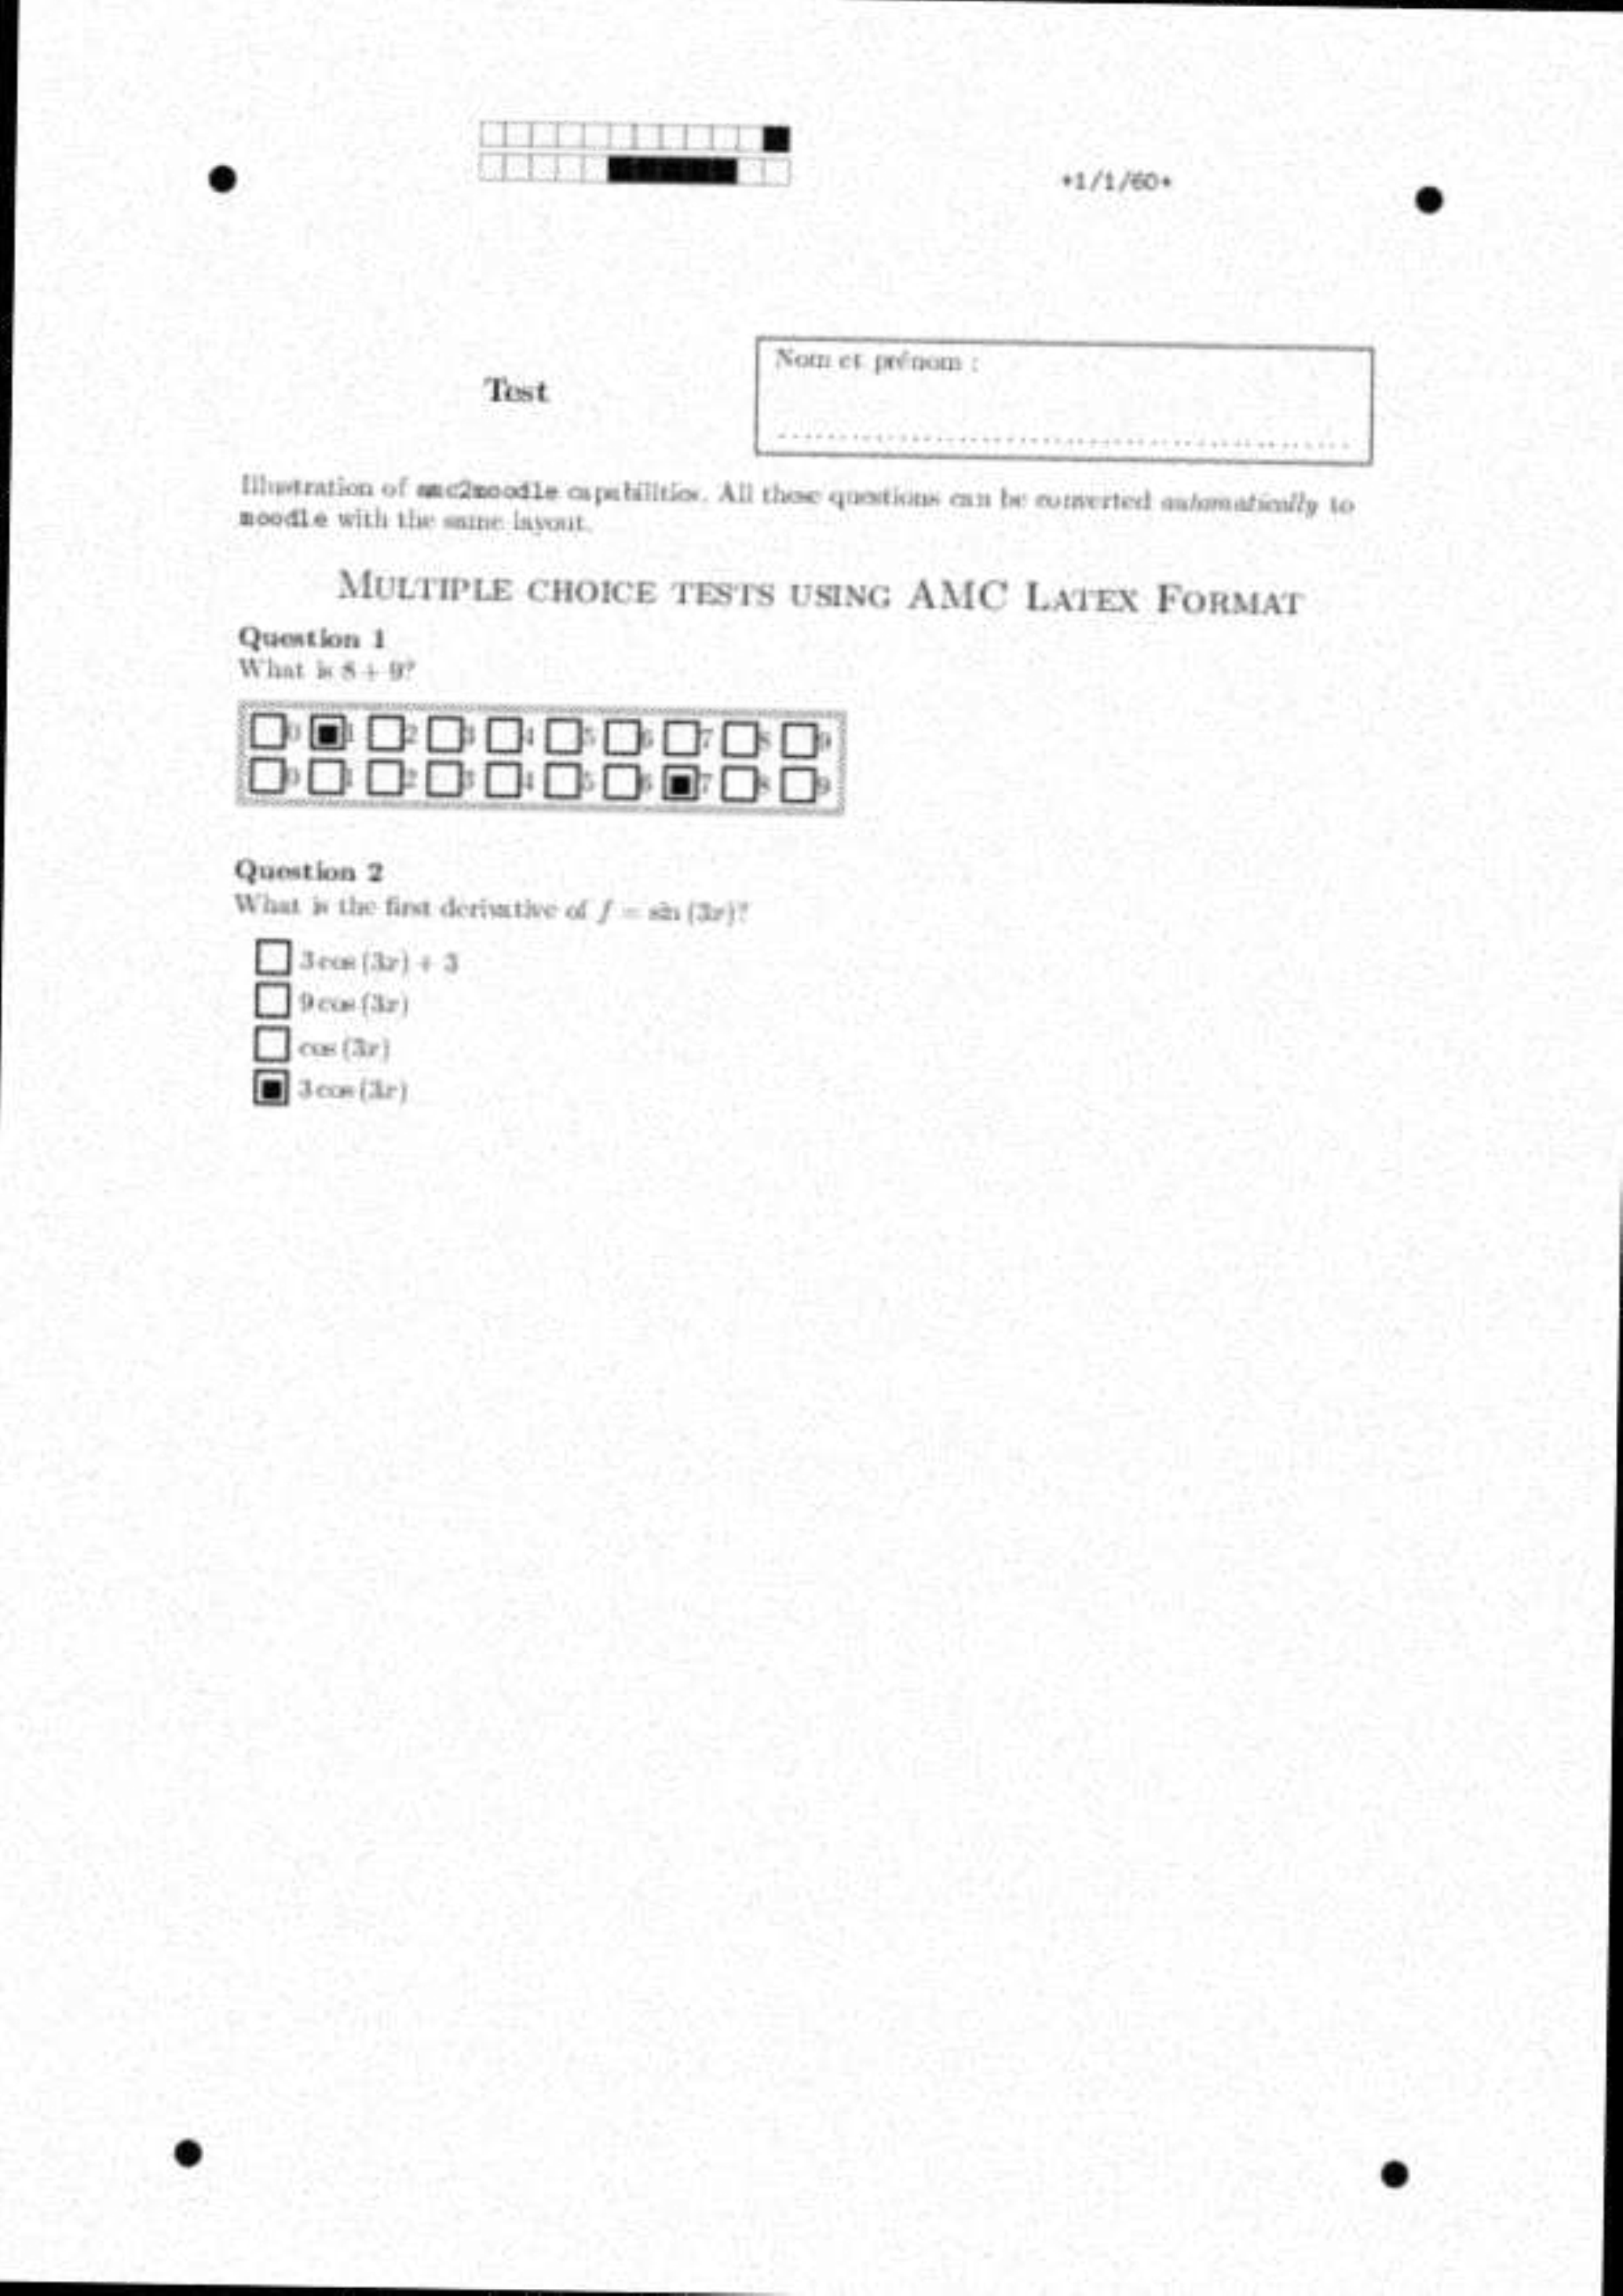 +1/1/60+
Test
Nom et prénom :
Illustration of amc2moodle capabilities. All these questions can be converted automatically to
moodle with the same layout.
MULTIPLE CHOICE TESTS USING AMC LATEX FORMAT
Question 1
What is 8 + 9?
0 1 2 3 4 5 6 7 8 9
0 1 2 3 4 5 6 7 8 9
Question 2
What is the first derivative of f = sin (3x)?
3 cos (3x) + 3
9 cos (3x)
cos (3x)
3 cos (3x)